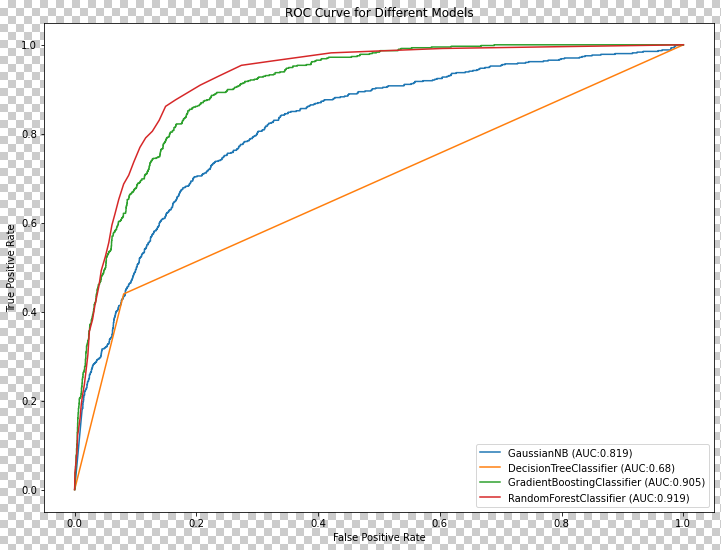 ROC Curve for Different Models
1.0
0.8
0.6
0.4
0.2
0.0
True Positive Rate
GaussianNB (AUC:0.819)
DecisionTreeClassifier (AUC:0.68)
GradientBoostingClassifier (AUC:0.905)
RandomForestClassifier (AUC:0.919)
0.0 0.2 0.4 0.6 0.8 1.0
False Positive Rate